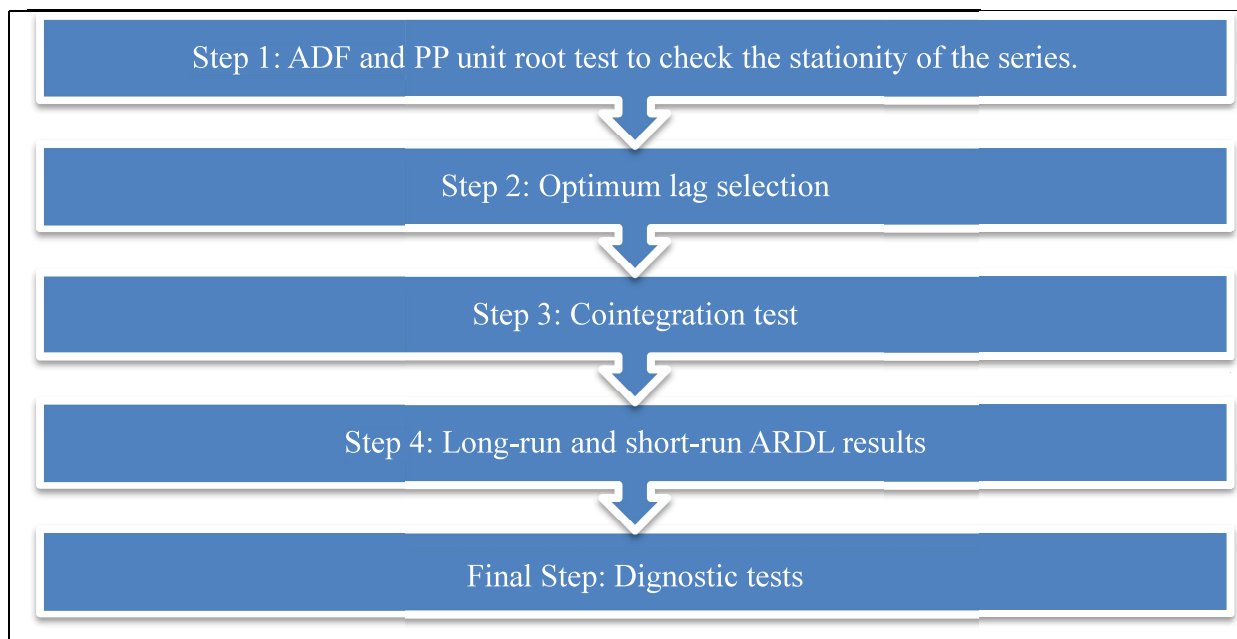 Step 1: ADF and PP unit root test to check the stationity of the series.
Step 2: Optimum lag selection
Step 3: Cointegration test
Step 4: Long-run and short-run ARDL results
Final Step: Dignostic tests